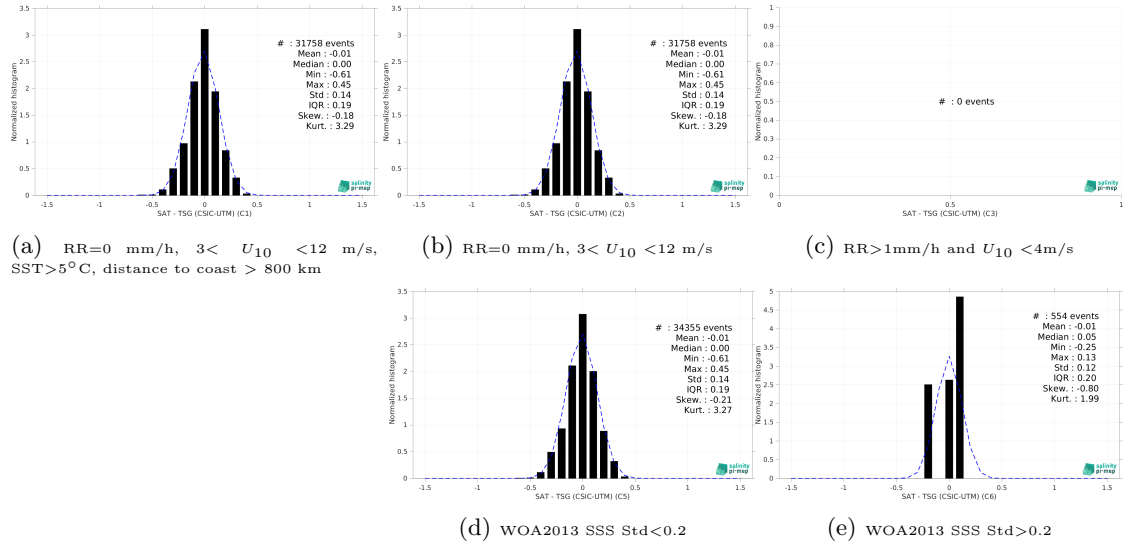 3.5
3
2.5
2
1.5
1
0.5
0
Normalized histogram
# : 31758 events
Mean : -0.01
Median : 0.00
Min : -0.61
Max : 0.45
Std : 0.14
IQR : 0.19
Skew. : -0.18
Kurt. : 3.29
salinity
pi-mep
-1.5 -1 -0.5 0 0.5 1 1.5
SAT - TSG (CSIC-UTM) (C1)
(a) RR=0 mm/h, 3< U10 <12 m/s,
SST>5°C, distance to coast > 800 km
3.5
3
2.5
2
1.5
1
0.5
0
Normalized histogram
# : 31758 events
Mean : -0.01
Median : 0.00
Min : -0.61
Max : 0.45
Std : 0.14
IQR : 0.19
Skew. : -0.18
Kurt. : 3.29
salinity
pi-mep
-1.5 -1 -0.5 0 0.5 1 1.5
SAT - TSG (CSIC-UTM) (C2)
(b) RR=0 mm/h, 3< U10 <12 m/s
1
0.9
0.8
0.7
0.6
0.5
0.4
0.3
0.2
0.1
0
Normalized histogram
# : 0 events
salinity
pi-mep
0 0.5 1
SAT - TSG (CSIC-UTM) (C3)
(c) RR>1mm/h and U10 <4m/s
3.5
3
2.5
2
1.5
1
0.5
0
Normalized histogram
# : 34355 events
Mean : -0.01
Median : 0.00
Min : -0.61
Max : 0.45
Std : 0.14
IQR : 0.19
Skew. : -0.21
Kurt. : 3.27
salinity
pi-mep
-1.5 -1 -0.5 0 0.5 1 1.5
SAT - TSG (CSIC-UTM) (C5)
(d) WOA2013 SSS Std<0.2
5
4.5
4
3.5
3
2.5
2
1.5
1
0.5
0
Normalized histogram
# : 554 events
Mean : -0.01
Median : 0.05
Min : -0.25
Max : 0.13
Std : 0.12
IQR : 0.20
Skew. : -0.80
Kurt. : 1.99
salinity
pi-mep
-1.5 -1 -0.5 0 0.5 1 1.5
SAT - TSG (CSIC-UTM) (C6)
(e) WOA2013 SSS Std>0.2